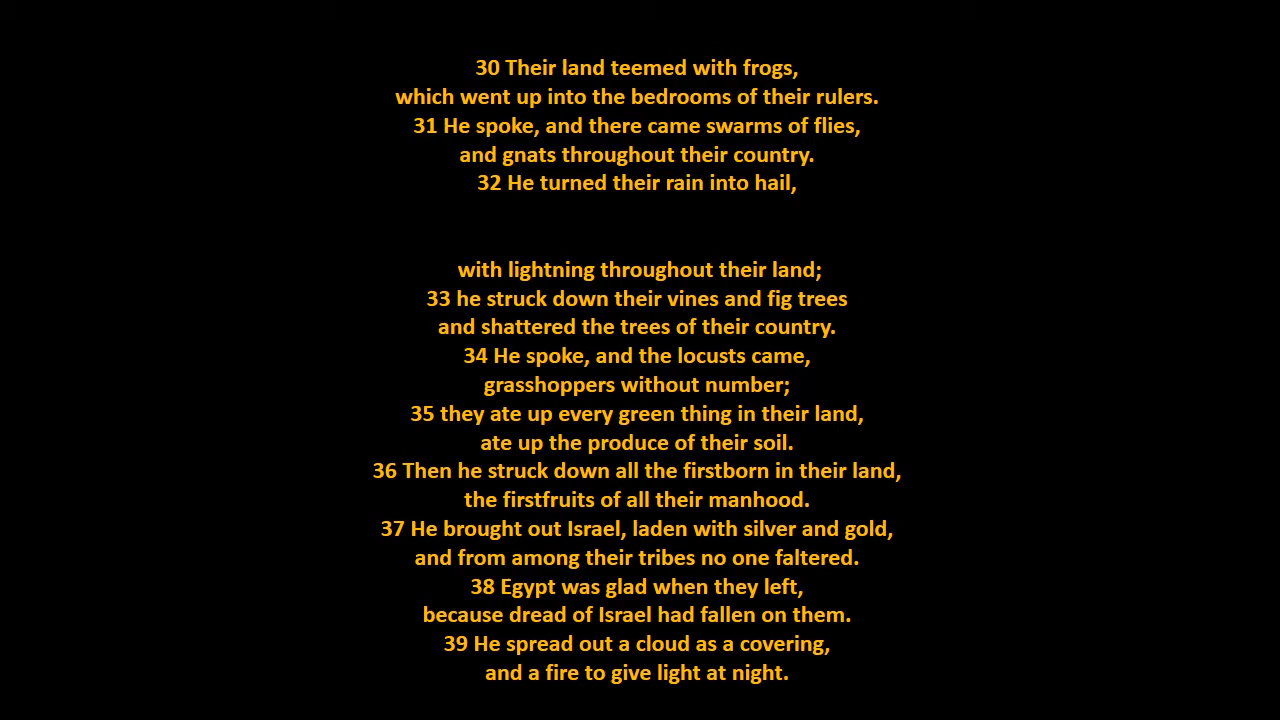 30 Their land teemed with frogs,
which went up into the bedrooms of their rulers.
31 He spoke, and there came swarms of flies,
and gnats throughout their country.
32 He turned their rain into hail,
with lightning throughout their land;
33 he struck down their vines and fig trees
and shattered the trees of their country.
34 He spoke, and the locusts came,
grasshoppers without number;
35 they ate up every green thing in their land,
ate up the produce of their soil.
36 Then he struck down all the firstborn in their land,
the firstfruits of all their manhood.
37 He brought out Israel, laden with silver and gold,
and from among their tribes no one faltered.
38 Egypt was glad when they left,
because dread of Israel had fallen on them.
39 He spread out a cloud as a covering,
and a fire to give light at night.